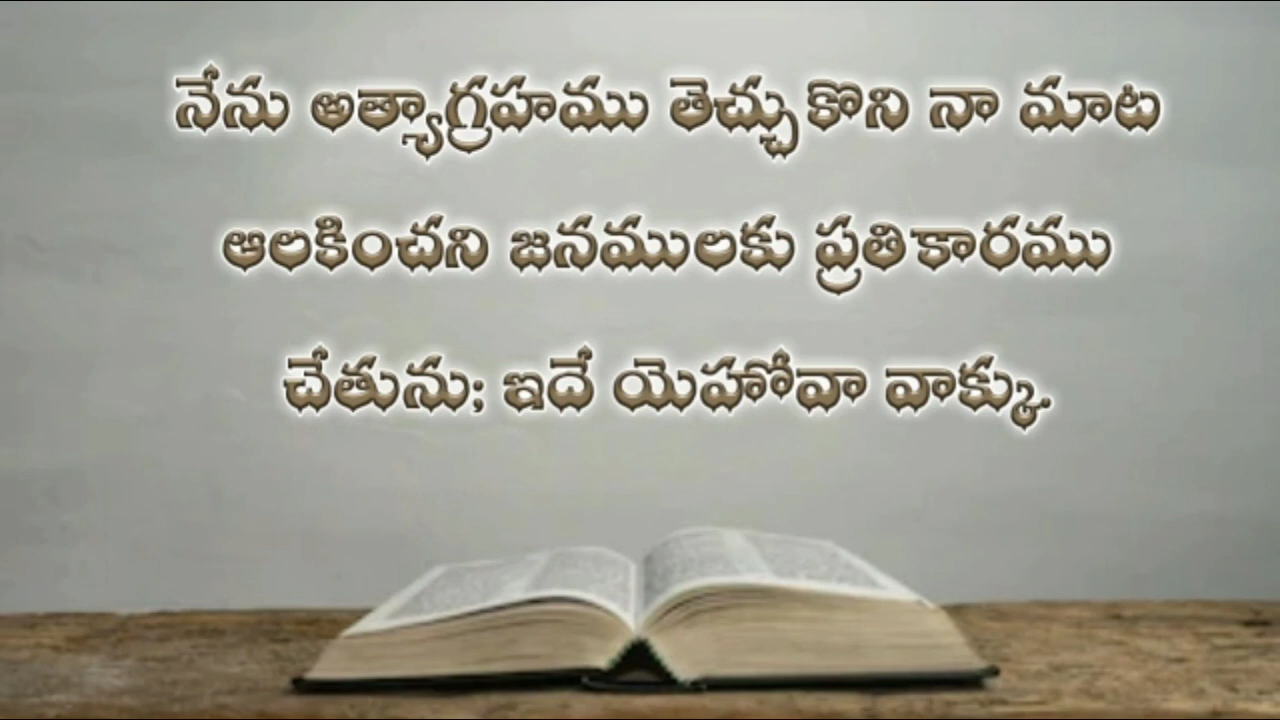 నేను అత్యాగ్రహము తెచ్చుకొని నా మాట
ఆలకించని జనములకు ప్రతికారము
చేతును; ఇదే యెహోవా వాక్కు.